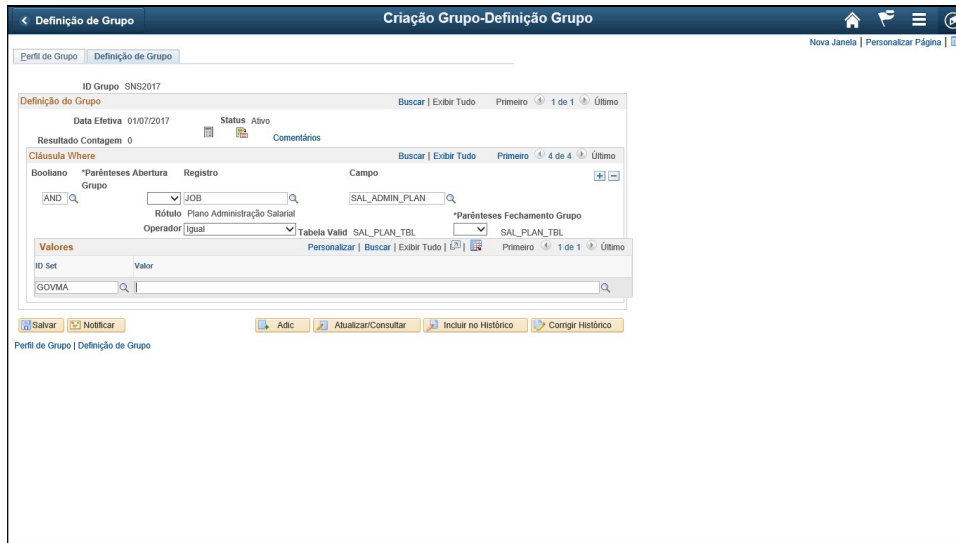 Definição de Grupo
Criação Grupo-Definição Grupo
Nova Janela | Personalizar Página |
Perfil de Grupo
Definição de Grupo
ID Grupo SNS2017
Definição do Grupo Buscar | Exibir Tudo Primeiro 1 de 1 Último
Data Efetiva 01/07/2017 Status Ativo
Resultado Contagem 0 Comentários
Cláusula Where Buscar | Exibir Tudo Primeiro 4 de 4 Último
Booliano *Parênteses Abertura Grupo Registro Campo
AND JOB SAL_ADMIN_PLAN
Rótulo Plano Administração Salarial *Parênteses Fechamento Grupo
Operador Igual Tabela Valid SAL_PLAN_TBL SAL_PLAN_TBL
Valores Personalizar | Buscar | Exibir Tudo | Primeiro 1 de 1 Último
ID Set Valor
GOVMA
Salvar Notificar Adic Atualizar/Consultar Incluir no Histórico Corrigir Histórico
Perfil de Grupo | Definição de Grupo